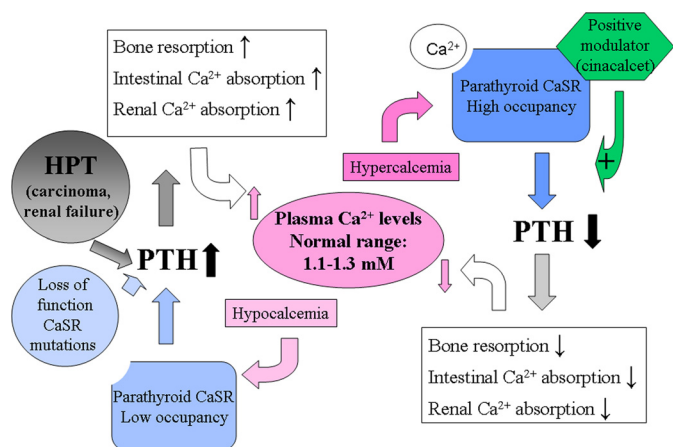 Bone resorption ↑
Intestinal Ca²⁺ absorption ↑
Renal Ca²⁺ absorption ↑
Ca²⁺
Positive
modulator
(cinacalcet)
Parathyroid CaSR
High occupancy
Hypercalcemia
+
HPT
(carcinoma,
renal failure)
Plasma Ca²⁺ levels
Normal range:
1.1-1.3 mM
PTH
PTH
Loss of
function
CaSR
mutations
Hypocalcemia
Parathyroid CaSR
Low occupancy
Bone resorption ↓
Intestinal Ca²⁺ absorption ↓
Renal Ca²⁺ absorption ↓